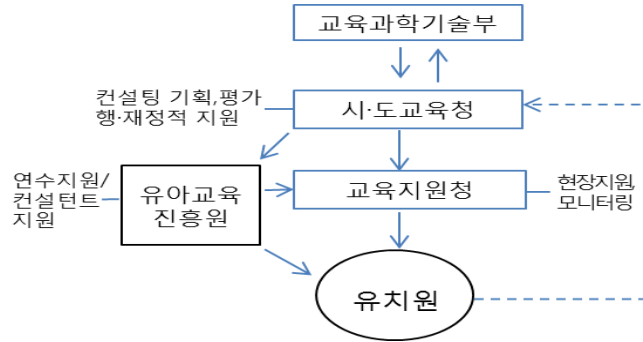 교육과학기술부
컨설팅 기획,평가
행·재정적 지원
시·도교육청
연수지원/
컨설턴트
지원
유아교육
진흥원
교육지원청
현장지원,
모니터링
유치원